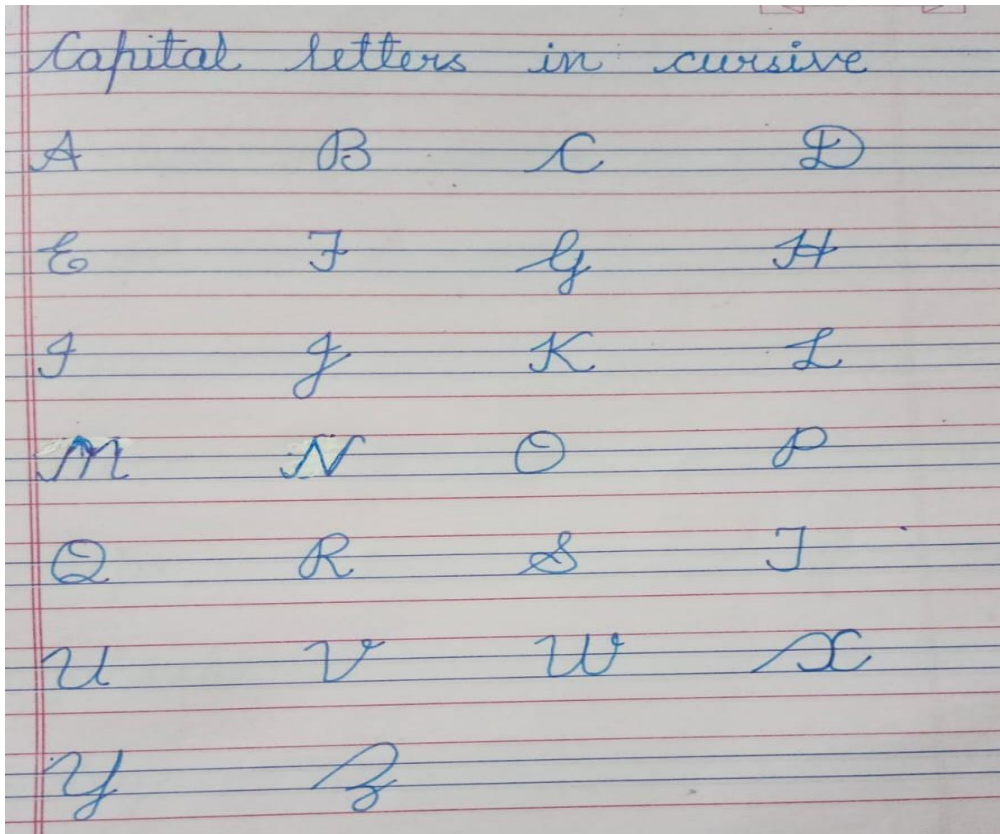 Capital letters in cursive
A B C D
E F G H
I J K L
M N O P
Q R S T
U V W X
Y Z